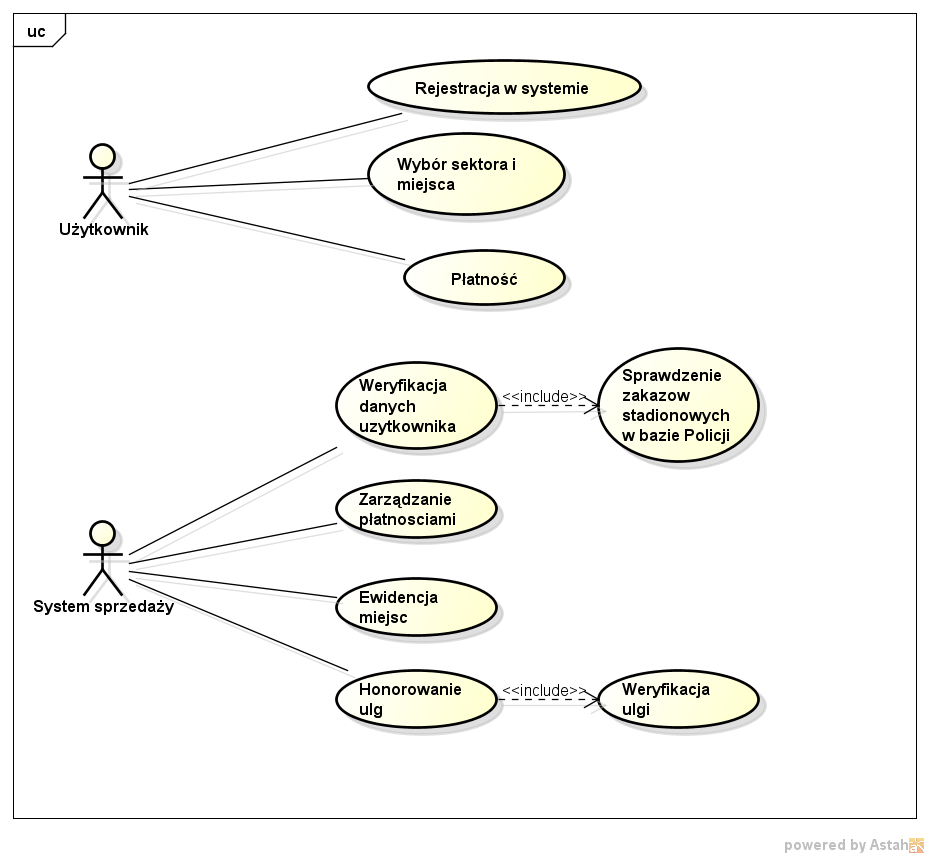 uc
Rejestracja w systemie
Wybór sektora i
miejsca
Użytkownik
Płatność
Weryfikacja
danych
uzytkownika
<<include>>
Sprawdzenie
zakazow
stadionowych
w bazie Policji
Zarządzanie
płatnosciami
System sprzedaży
Ewidencja
miejsc
Honorowanie
ulg
<<include>>
Weryfikacja
ulgi
powered by Astah